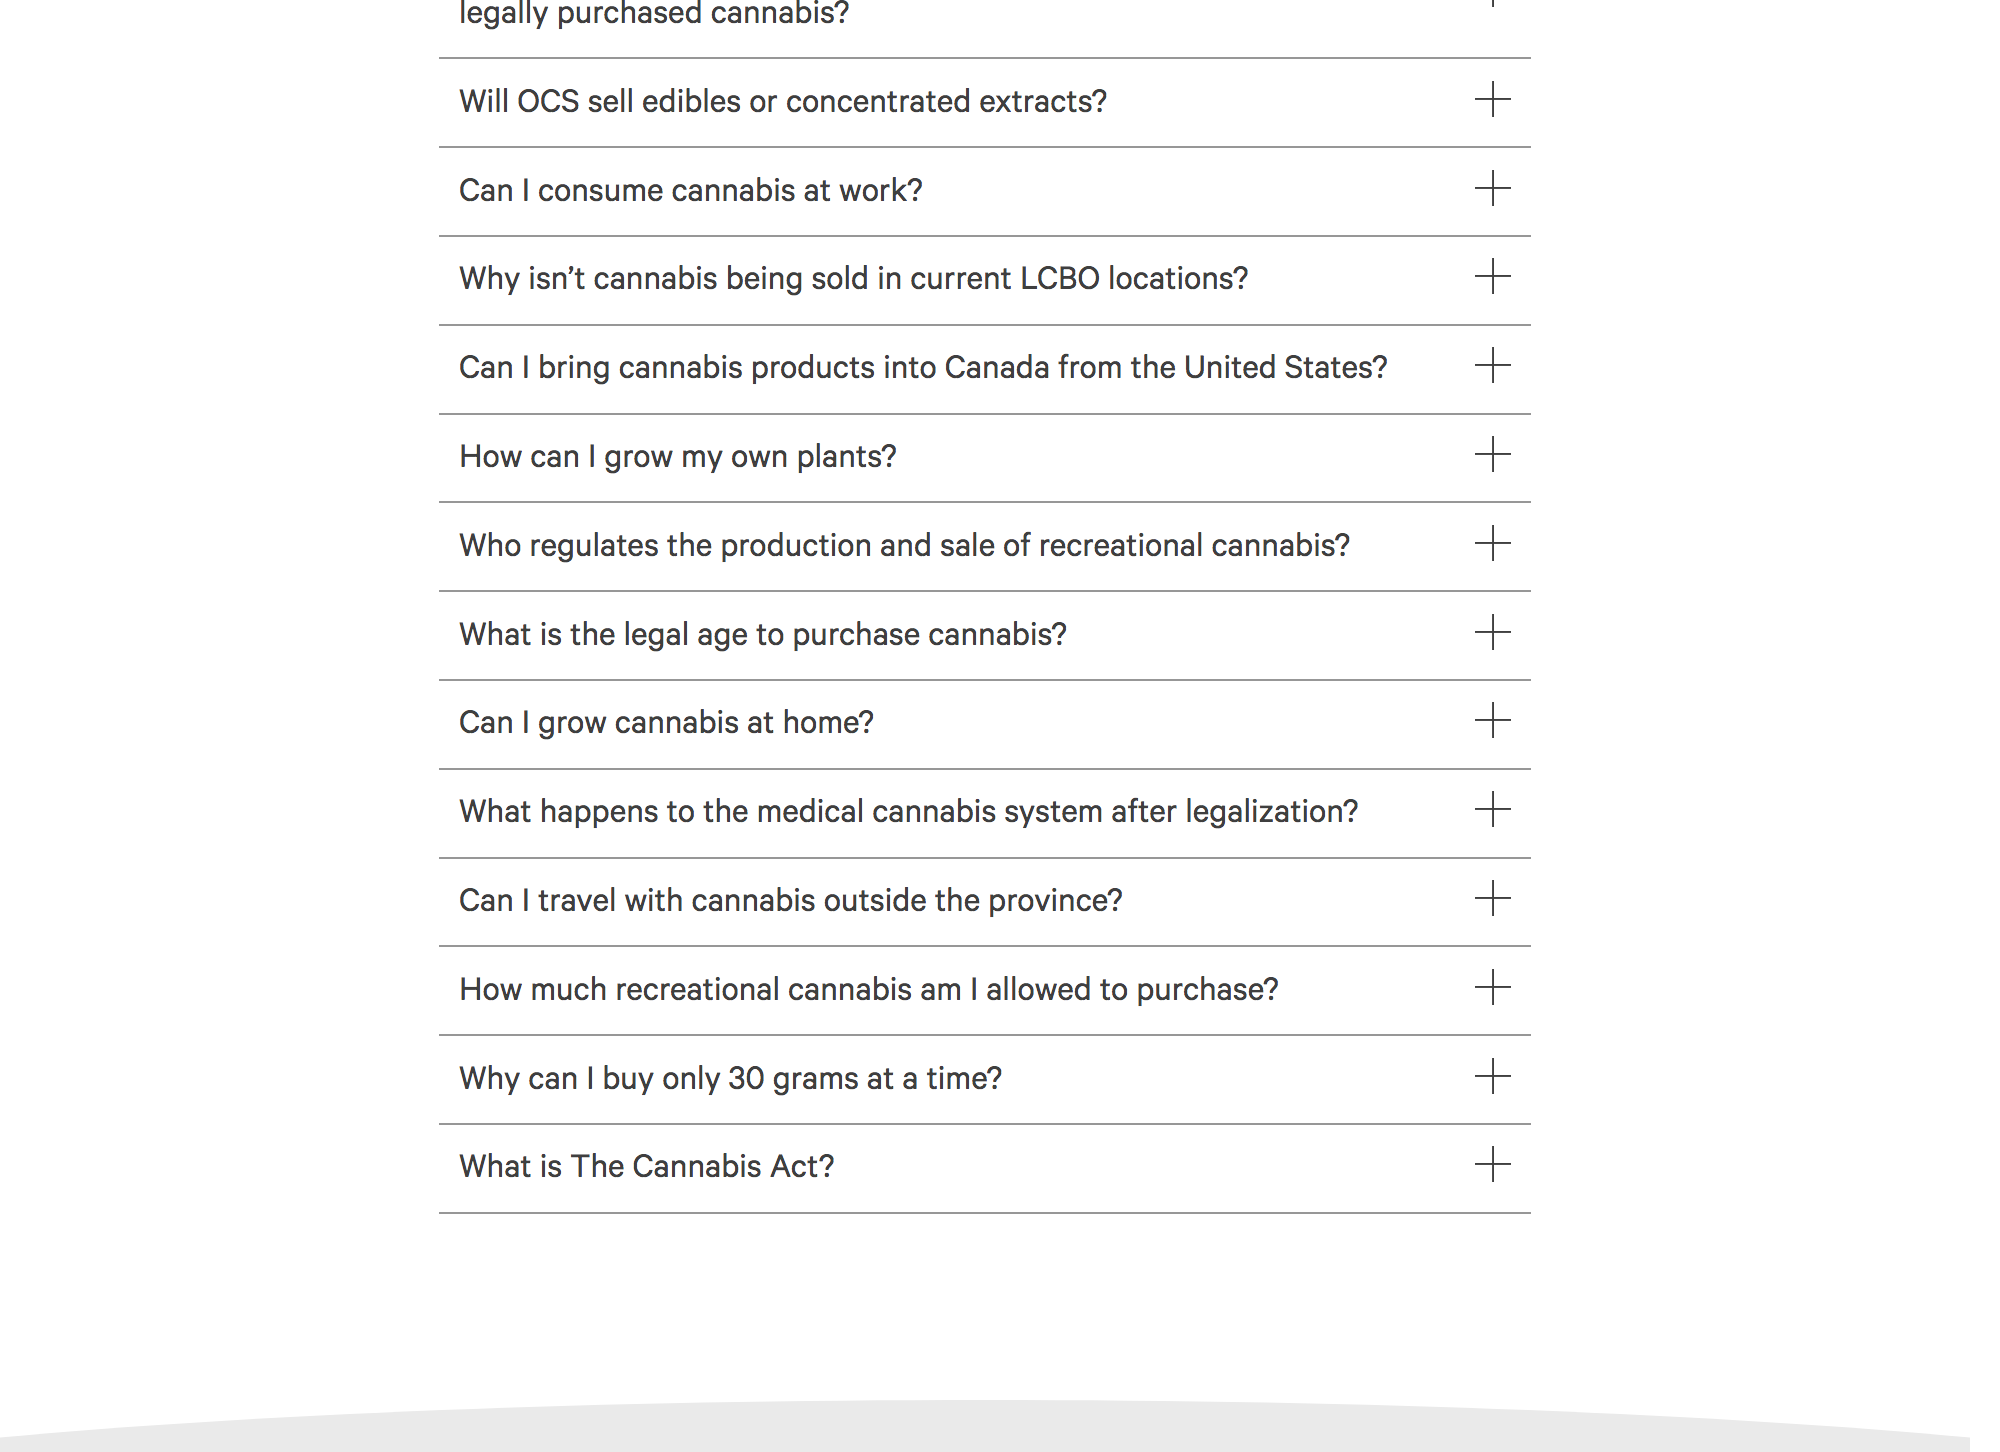 legally purchased cannabis?
Will OCS sell edibles or concentrated extracts?
Can I consume cannabis at work?
Why isn’t cannabis being sold in current LCBO locations?
Can I bring cannabis products into Canada from the United States?
How can I grow my own plants?
Who regulates the production and sale of recreational cannabis?
What is the legal age to purchase cannabis?
Can I grow cannabis at home?
What happens to the medical cannabis system after legalization?
Can I travel with cannabis outside the province?
How much recreational cannabis am I allowed to purchase?
Why can I buy only 30 grams at a time?
What is The Cannabis Act?